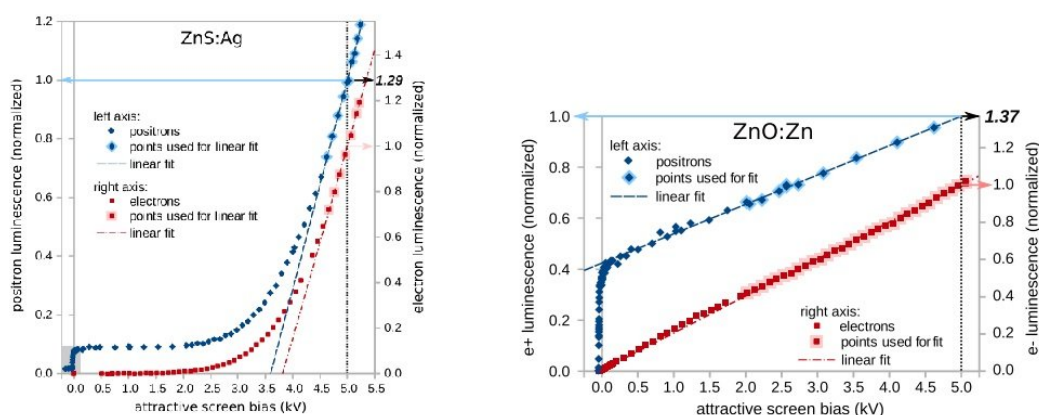 ZnS:Ag
positron luminescence (normalized)
1.2
1.0
0.8
0.6
0.4
0.2
0.0
left axis:
positrons
points used for linear fit
linear fit
right axis:
electrons
points used for linear fit
linear fit
1.29
1.4
1.2
1.0
0.8
0.6
0.4
0.2
0.0
electron luminescence (normalized)
0.0 0.5 1.0 1.5 2.0 2.5 3.0 3.5 4.0 4.5 5.0 5.5
attractive screen bias (kV)
ZnO:Zn
e+ luminescence (normalized)
1.0
0.8
0.6
0.4
0.2
0.0
left axis:
positrons
points used for fit
linear fit
right axis:
electrons
points used for fit
linear fit
1.37
1.2
1.0
0.8
0.6
0.4
0.2
0.0
e- luminescence (normalized)
0.0 0.5 1.0 1.5 2.0 2.5 3.0 3.5 4.0 4.5 5.0
attractive screen bias (kV)